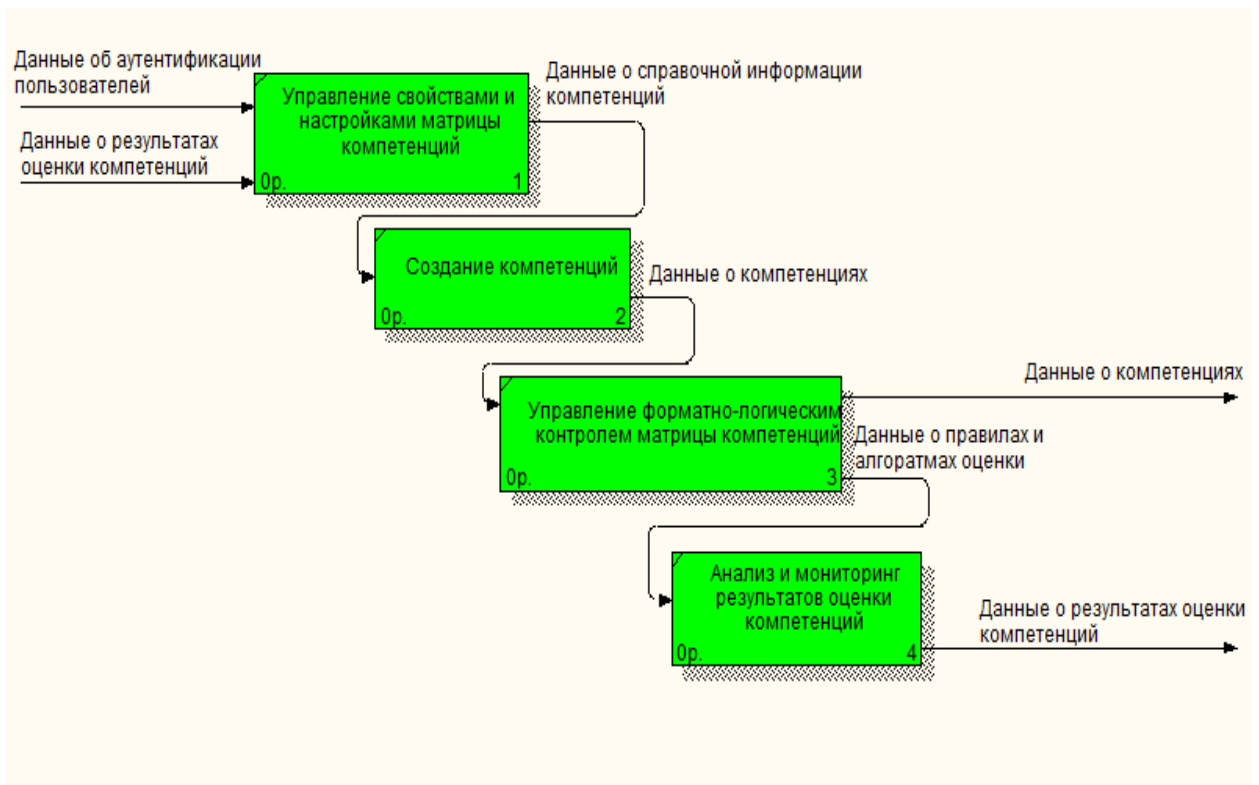 Данные об аутентификации
пользователей
Данные о справочной информации
компетенций
Управление свойствами и
настройками матрицы
компетенций
Данные о результатах
оценки компетенций
0р.
1
Создание компетенций
Данные о компетенциях
0р.
2
Данные о компетенциях
Управление форматно-логическим
контролем матрицы компетенций
Данные о правилах и
алгоратмах оценки
0р.
3
Анализ и мониторинг
результатов оценки
компетенций
Данные о результатах оценки
компетенций
0р.
4